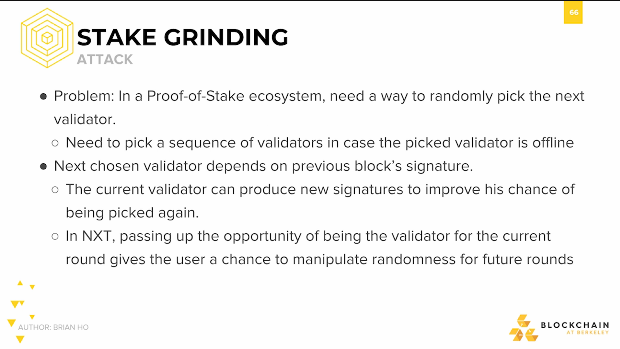 66
STAKE GRINDING
ATTACK
● Problem: In a Proof-of-Stake ecosystem, need a way to randomly pick the next
validator.
○ Need to pick a sequence of validators in case the picked validator is offline
● Next chosen validator depends on previous block's signature.
○ The current validator can produce new signatures to improve his chance of
being picked again.
○ In NXT, passing up the opportunity of being the validator for the current
round gives the user a chance to manipulate randomness for future rounds
AUTHOR: BRIAN HO
BLOCKCHAIN
AT BERKELEY